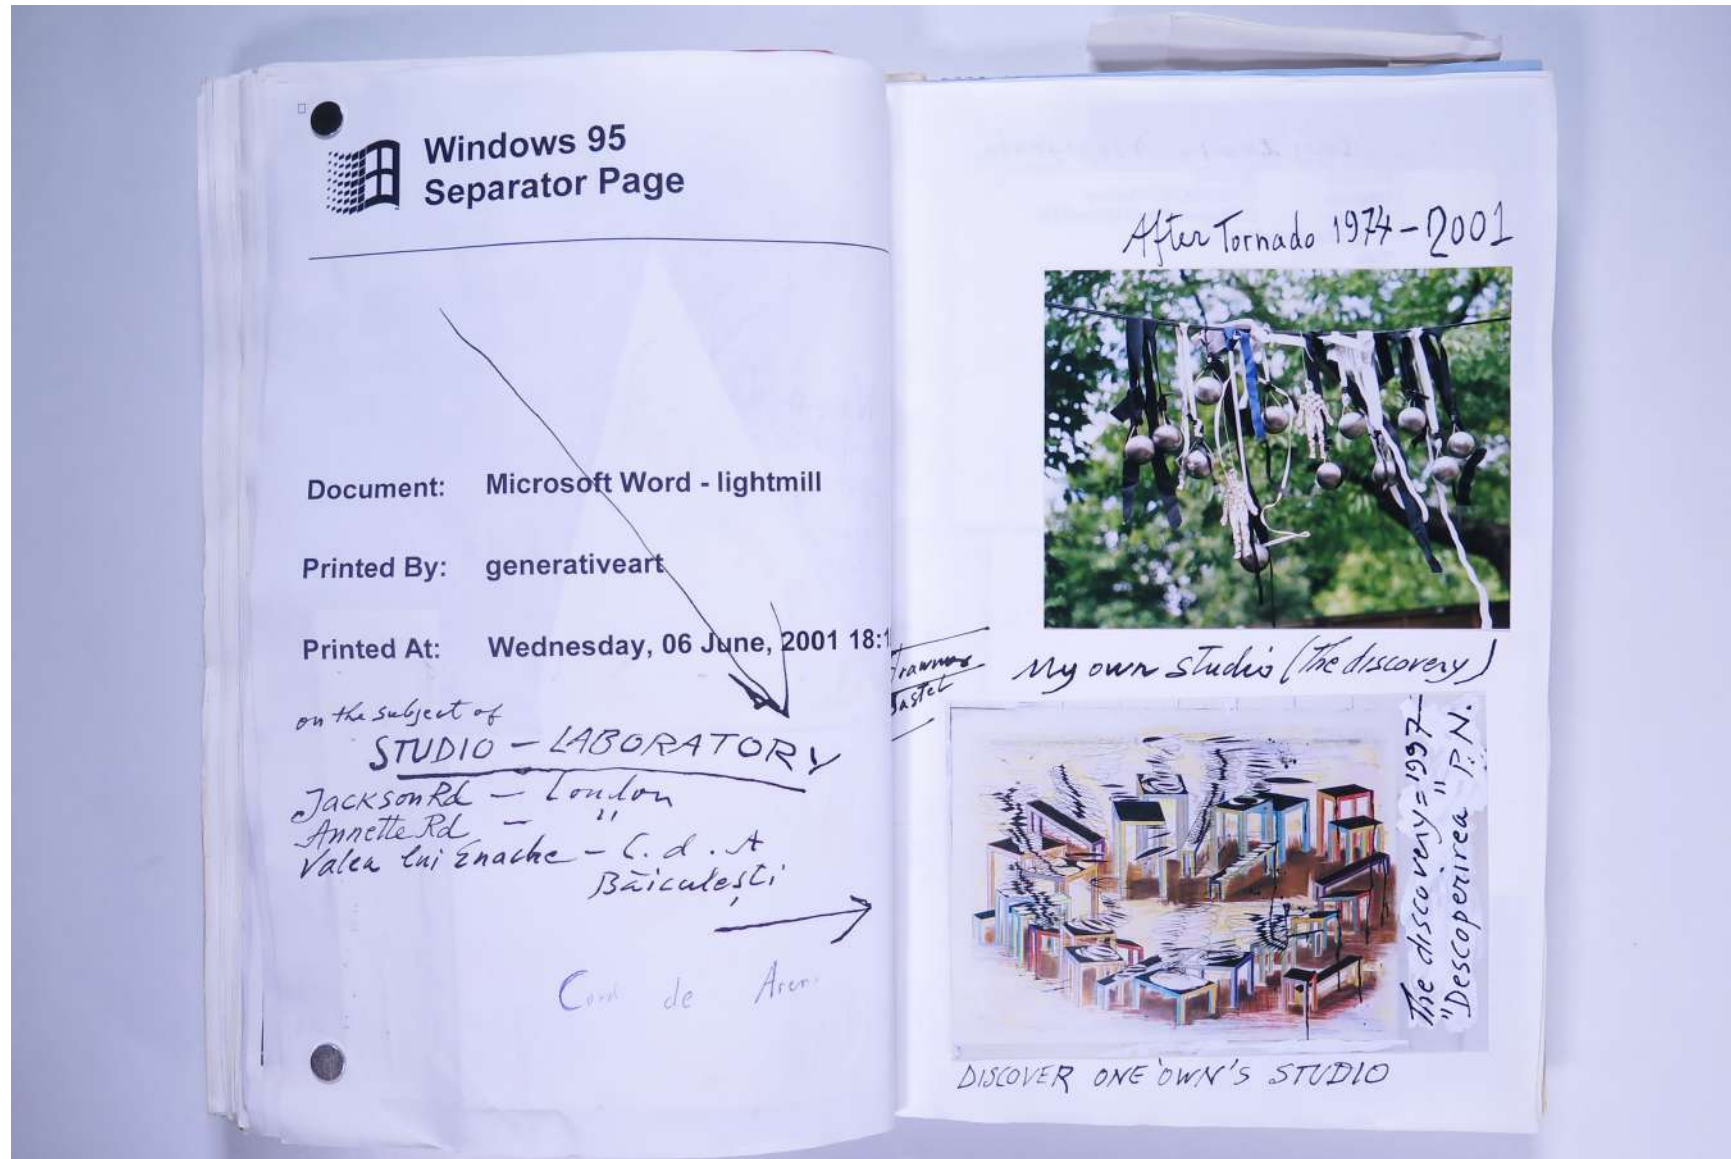 Windows 95
Separator Page
Document: Microsoft Word - lightmill
Printed By: generativeart
Printed At: Wednesday, 06 June, 2001 18:1
on the subject of
STUDIO - LABORATORY
Jackson Rd - London
Annette Rd - "
Valea lui Enache - C. d. A
Băiculești
de
After Tornado 1974-2001
My own studio (The discovery)
The discovery = 1997-
"Descoperirea" P.N.
DISCOVER ONE 'OWN'S STUDIO